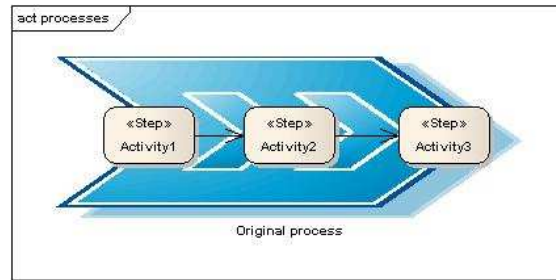 act processes
«Step»
Activity1
«Step»
Activity2
«Step»
Activity3
Original process